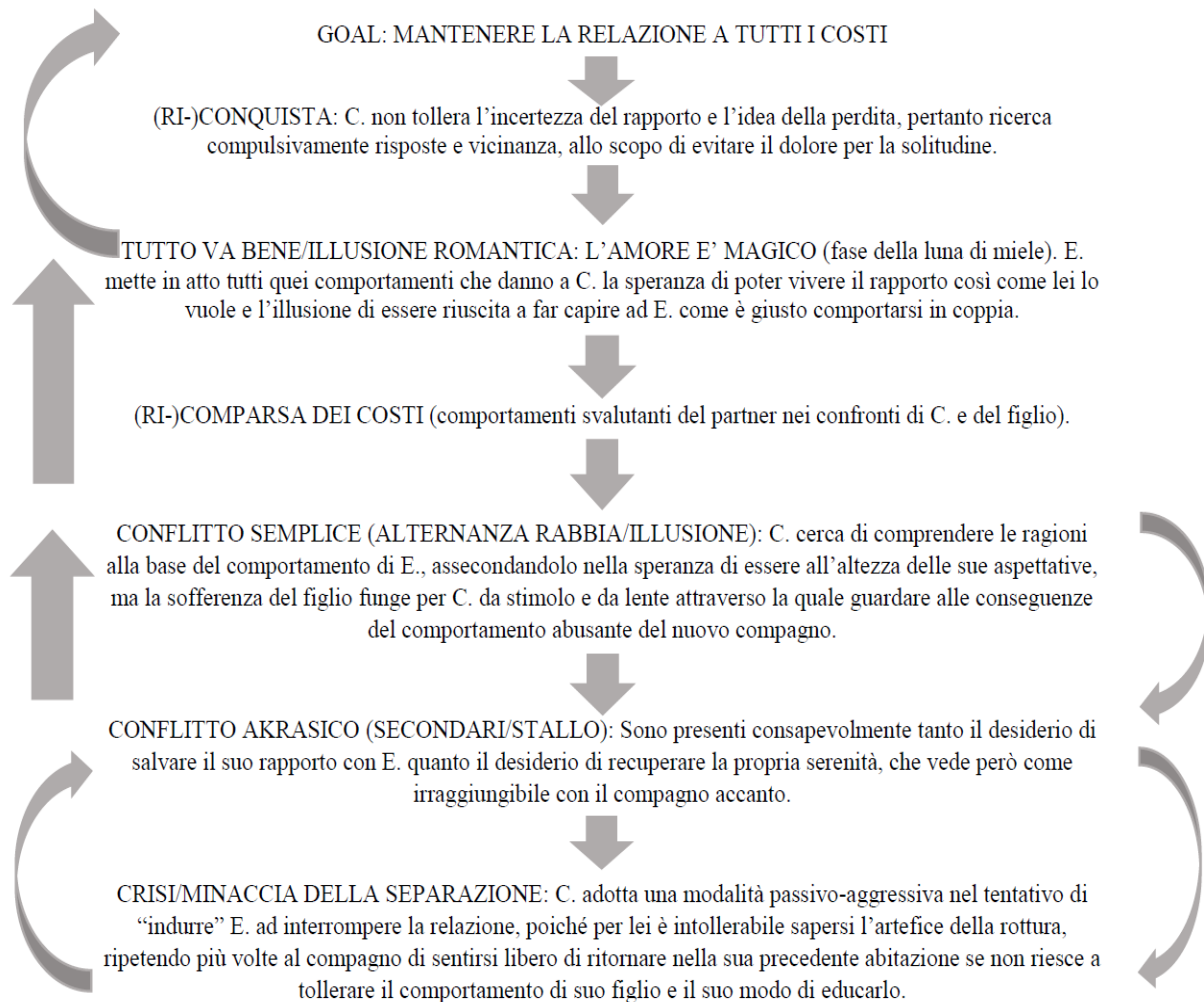 GOAL: MANTENERE LA RELAZIONE A TUTTI I COSTI
(RI-)CONQUISTA: C. non tollera l’incertezza del rapporto e l’idea della perdita, pertanto ricerca
compulsivamente risposte e vicinanza, allo scopo di evitare il dolore per la solitudine.
TUTTO VA BENE/ILLUSIONE ROMANTICA: L’AMORE E’ MAGICO (fase della luna di miele). E.
mette in atto tutti quei comportamenti che danno a C. la speranza di poter vivere il rapporto così come lei lo
vuole e l’illusione di essere riuscita a far capire ad E. come è giusto comportarsi in coppia.
(RI-)COMPARSA DEI COSTI (comportamenti svalutanti del partner nei confronti di C. e del figlio).
CONFLITTO SEMPLICE (ALTERNANZA RABBIA/ILLUSIONE): C. cerca di comprendere le ragioni
alla base del comportamento di E., assecondandolo nella speranza di essere all’altezza delle sue aspettative,
ma la sofferenza del figlio funge per C. da stimolo e da lente attraverso la quale guardare alle conseguenze
del comportamento abusante del nuovo compagno.
CONFLITTO AKRASICO (SECONDARI/STALLO): Sono presenti consapevolmente tanto il desiderio di
salvare il suo rapporto con E. quanto il desiderio di recuperare la propria serenità, che vede però come
irraggiungibile con il compagno accanto.
CRISI/MINACCIA DELLA SEPARAZIONE: C. adotta una modalità passivo-aggressiva nel tentativo di
“indurre” E. ad interrompere la relazione, poiché per lei è intollerabile sapersi l’artefice della rottura,
ripetendo più volte al compagno di sentirsi libero di ritornare nella sua precedente abitazione se non riesce a
tollerare il comportamento di suo figlio e il suo modo di educarlo.